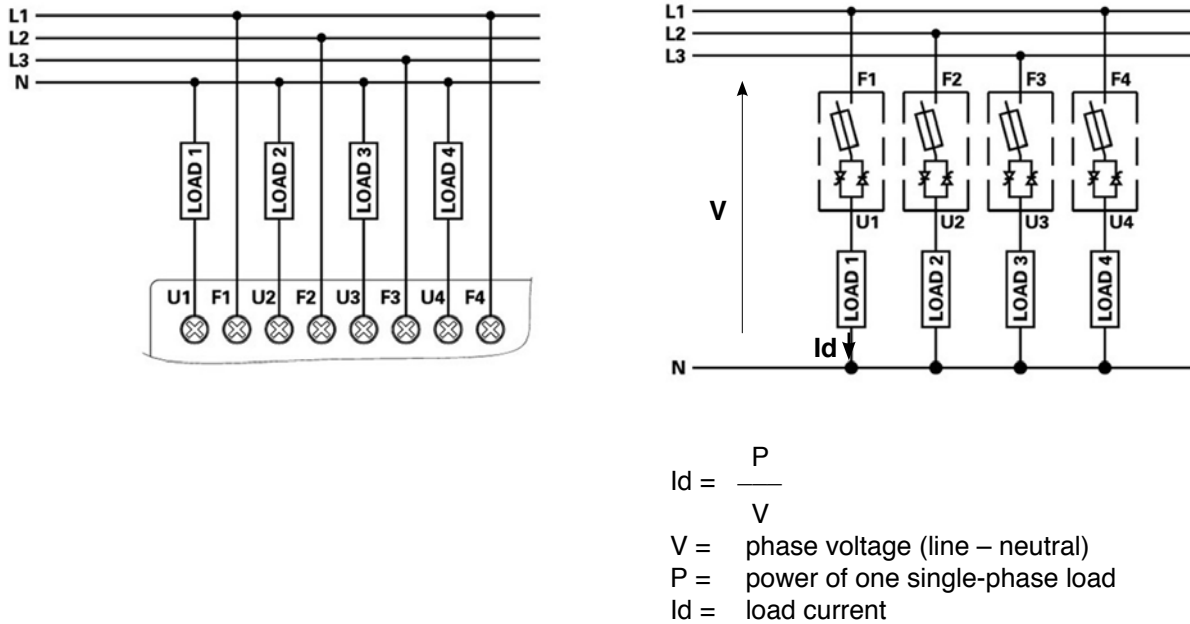 L1
L2
L3
N
LOAD 1 LOAD 2 LOAD 3 LOAD 4
U1 F1 U2 F2 U3 F3 U4 F4
L1
L2
L3
F1 F2 F3 F4
V
U1 U2 U3 U4
LOAD 1 LOAD 2 LOAD 3 LOAD 4
Id
N
P
Id =
V
V = phase voltage (line – neutral)
P = power of one single-phase load
Id = load current